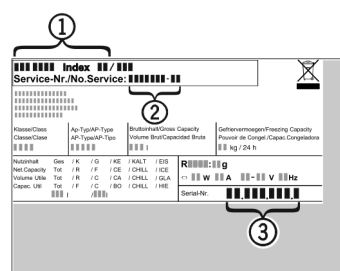 1
Index /
Service-Nr./No.Service: -
2
Klasse/Class Ap-Typ/AP-Type Bruttoinhalt/Gross Capacity Gefriervermoegen/Freezing Capacity
Classe/Clase AP-Type/AP-Tipo Volume Brut/Capacidad Bruta Pouvoir de Congel./Capac.Congeladora
l kg / 24 h
Nutzinhalt Ges / K / G / KE / KALT / EIS
Net.Capacity Tot / R / F / CE / CHILL / ICE
Volume Utile Tot / R / C / CA / CHILL / GLA
Capac. Util Tot / F / C / BO / CHILL / HIE
l / l
R : g
W A - V Hz
Serial-Nr. . . .
3